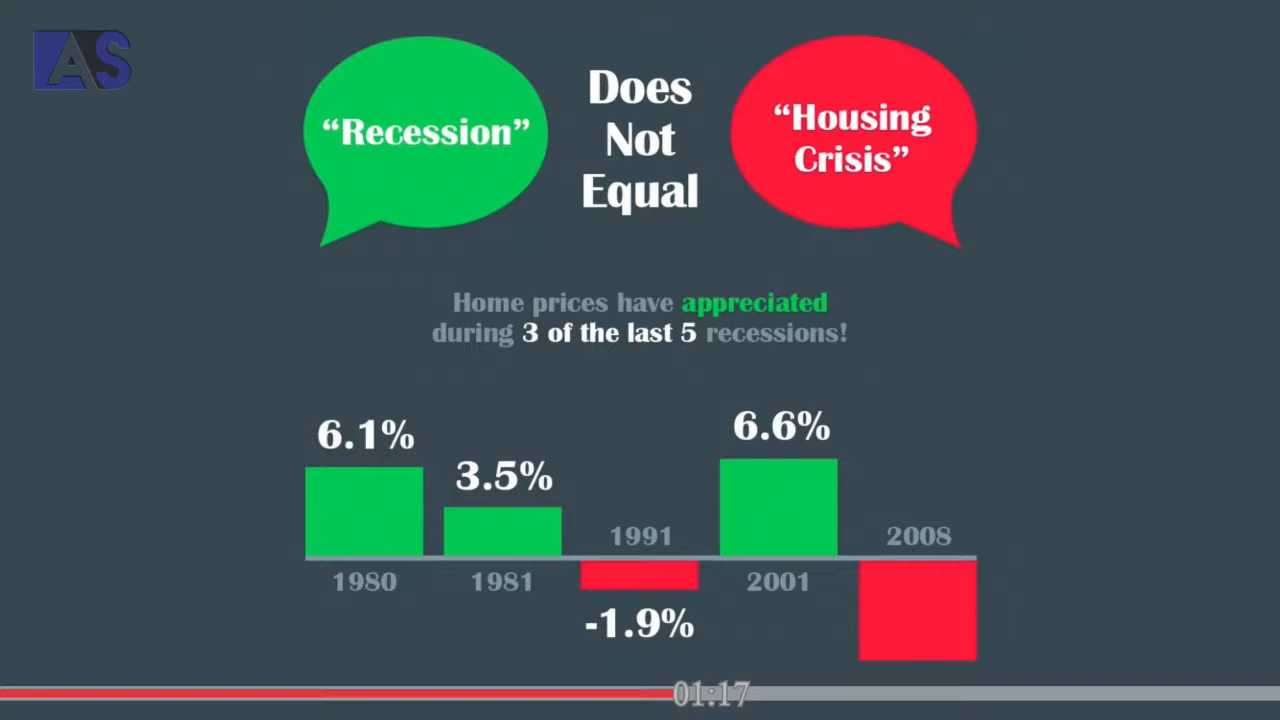 AS
“Recession”
Does
Not
Equal
“Housing
Crisis”
Home prices have appreciated
during 3 of the last 5 recessions!
6.1%
3.5%
6.6%
1991
2008
1980
1981
2001
-1.9%
01:17